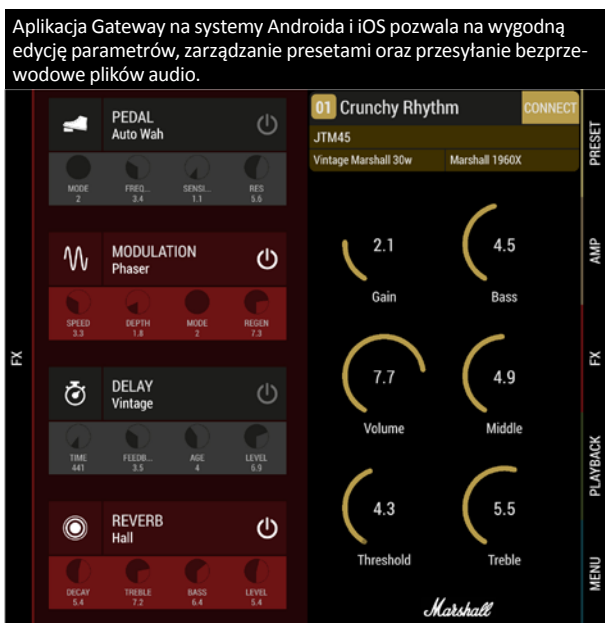 Aplikacja Gateway na systemy Androida i iOS pozwala na wygodną
edycję parametrów, zarządzanie presetami oraz przesyłanie bezprze-
wodowe plików audio.
FX
PEDAL
Auto Wah
MODE
2
FREQ...
3.4
SENSI...
1.1
RES
5.6
MODULATION
Phaser
SPEED
3.3
DEPTH
1.8
MODE
2
REGEN
7.3
DELAY
Vintage
TIME
441
FEEDB...
3.5
AGE
4
LEVEL
6.9
REVERB
Hall
DECAY
5.4
TREBLE
7.2
BASS
6.4
LEVEL
5.4
01 Crunchy Rhythm
CONNECT
JTM45
Vintage Marshall 30w
Marshall 1960X
2.1
Gain
4.5
Bass
7.7
Volume
4.9
Middle
4.3
Threshold
5.5
Treble
Marshall
PRESET
AMP
FX
PLAYBACK
MENU